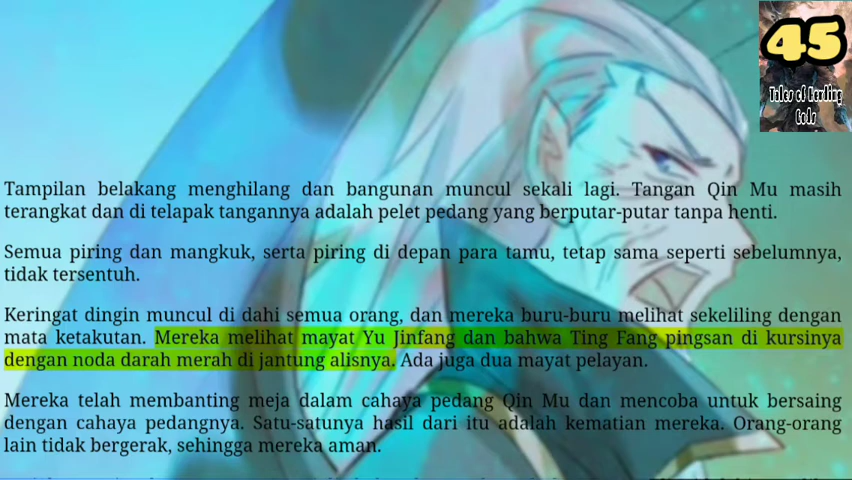 45
Tales of Herding
Gods
Tampilan belakang menghilang dan bangunan muncul sekali lagi. Tangan Qin Mu masih
terangkat dan di telapak tangannya adalah pelet pedang yang berputar-putar tanpa henti.
Semua piring dan mangkuk, serta piring di depan para tamu, tetap sama seperti sebelumnya,
tidak tersentuh.
Keringat dingin muncul di dahi semua orang, dan mereka buru-buru melihat sekeliling dengan
mata ketakutan. Mereka melihat mayat Yu Jinfang dan bahwa Ting Fang pingsan di kursinya
dengan noda darah merah di jantung alisnya. Ada juga dua mayat pelayan.
Mereka telah membanting meja dalam cahaya pedang Qin Mu dan mencoba untuk bersaing
dengan cahaya pedangnya. Satu-satunya hasil dari itu adalah kematian mereka. Orang-orang
lain tidak bergerak, sehingga mereka aman.